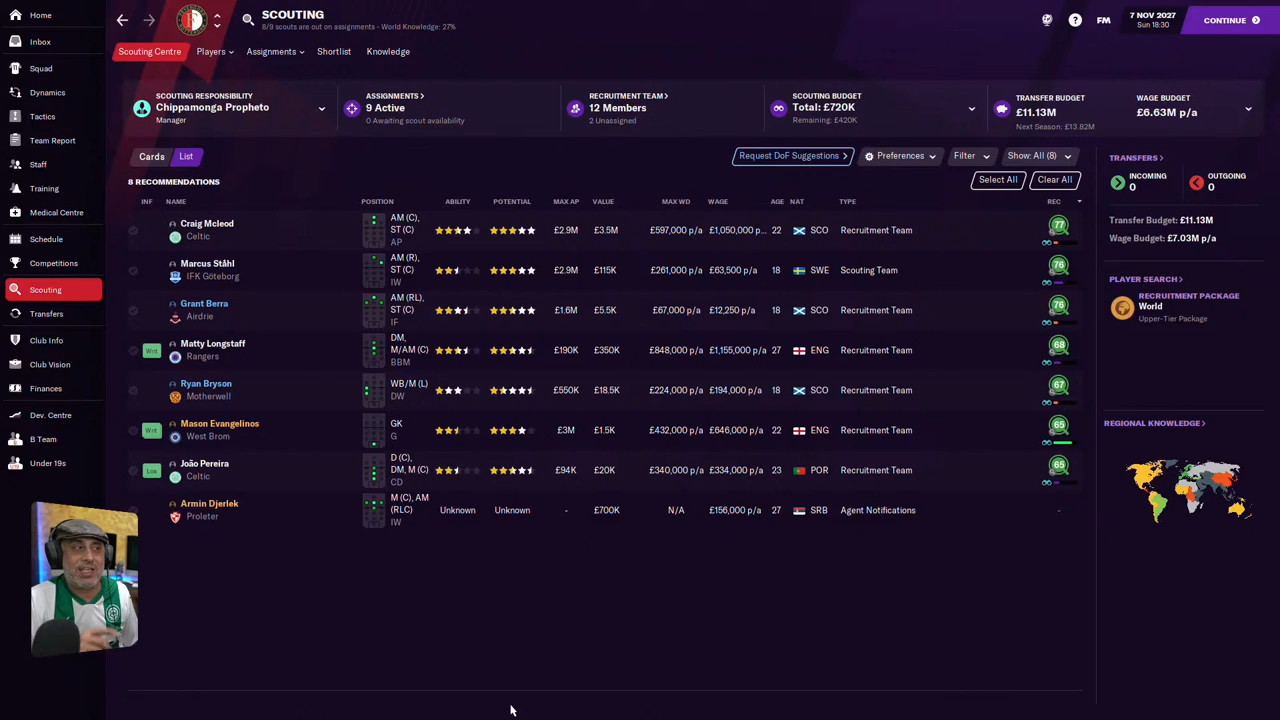 Home
SCOUTING
8/9 scouts are out on assignments - World Knowledge: 27%
FM
7 NOV 2027
Sun 18:30
CONTINUE
Inbox
Scouting Centre
Players
Assignments
Shortlist
Knowledge
Squad
Dynamics
Tactics
Team Report
Staff
Training
Medical Centre
Schedule
Competitions
Scouting
Transfers
Club Info
Club Vision
Finances
Dev. Centre
B Team
Under 19s
SCOUTING RESPONSIBILITY
Chippamonga Propheto
Manager
ASSIGNMENTS >
9 Active
0 Awaiting scout availability
RECRUITMENT TEAM >
12 Members
2 Unassigned
SCOUTING BUDGET
Total: £720K
Remaining: £420K
TRANSFER BUDGET
£11.13M
Next Season: £13.82M
WAGE BUDGET
£6.63M p/a
Cards
List
Request DoF Suggestions >
Preferences
Filter
Show: All (8)
8 RECOMMENDATIONS
Select All
Clear All
INF NAME POSITION ABILITY POTENTIAL MAX AP VALUE MAX WD WAGE AGE NAT TYPE REC
Craig Mcleod
Celtic
AM (C),
ST (C)
AP
£2.9M £3.5M £597,000 p/a £1,050,000 p... 22 SCO Recruitment Team 77
Marcus Ståhl
IFK Göteborg
AM (R),
ST (C)
IW
£2.9M £115K £261,000 p/a £63,500 p/a 18 SWE Scouting Team 76
Grant Berra
Airdrie
AM (RL),
ST (C)
IF
£1.6M £5.5K £67,000 p/a £12,250 p/a 18 SCO Recruitment Team 76
Wnt
Matty Longstaff
Rangers
DM,
M/AM (C)
BBM
£190K £350K £848,000 p/a £1,155,000 p/a 27 ENG Recruitment Team 68
Ryan Bryson
Motherwell
WB/M (L)
DW
£550K £18.5K £224,000 p/a £194,000 p/a 18 SCO Recruitment Team 67
Wnt
Mason Evangelinos
West Brom
GK
G
£3M £1.5K £432,000 p/a £646,000 p/a 22 ENG Recruitment Team 65
Loa
João Pereira
Celtic
D (C),
DM, M (C)
CD
£94K £20K £340,000 p/a £334,000 p/a 23 POR Recruitment Team 65
Armin Djerlek
Proleter
M (C), AM
(RLC)
IW
Unknown Unknown - £700K N/A £156,000 p/a 27 SRB Agent Notifications -
TRANSFERS >
INCOMING
0
OUTGOING
0
Transfer Budget: £11.13M
Wage Budget: £7.03M p/a
PLAYER SEARCH >
RECRUITMENT PACKAGE
World
Upper-Tier Package
REGIONAL KNOWLEDGE >